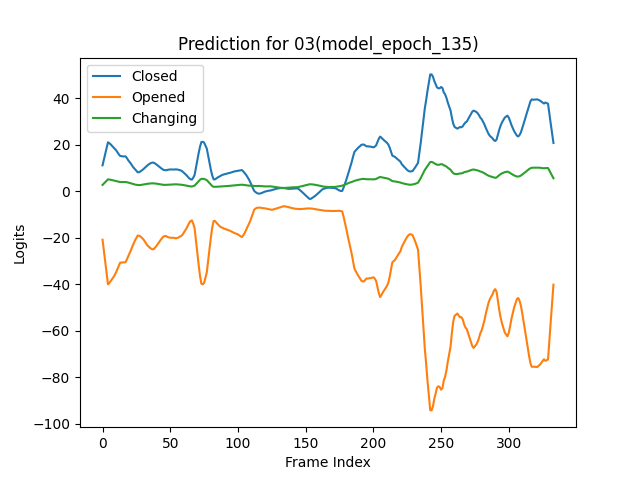 Prediction for 03(model_epoch_135)
Closed
Opened
Changing
40
20
0
−20
−40
−60
−80
−100
Logits
0 50 100 150 200 250 300
Frame Index